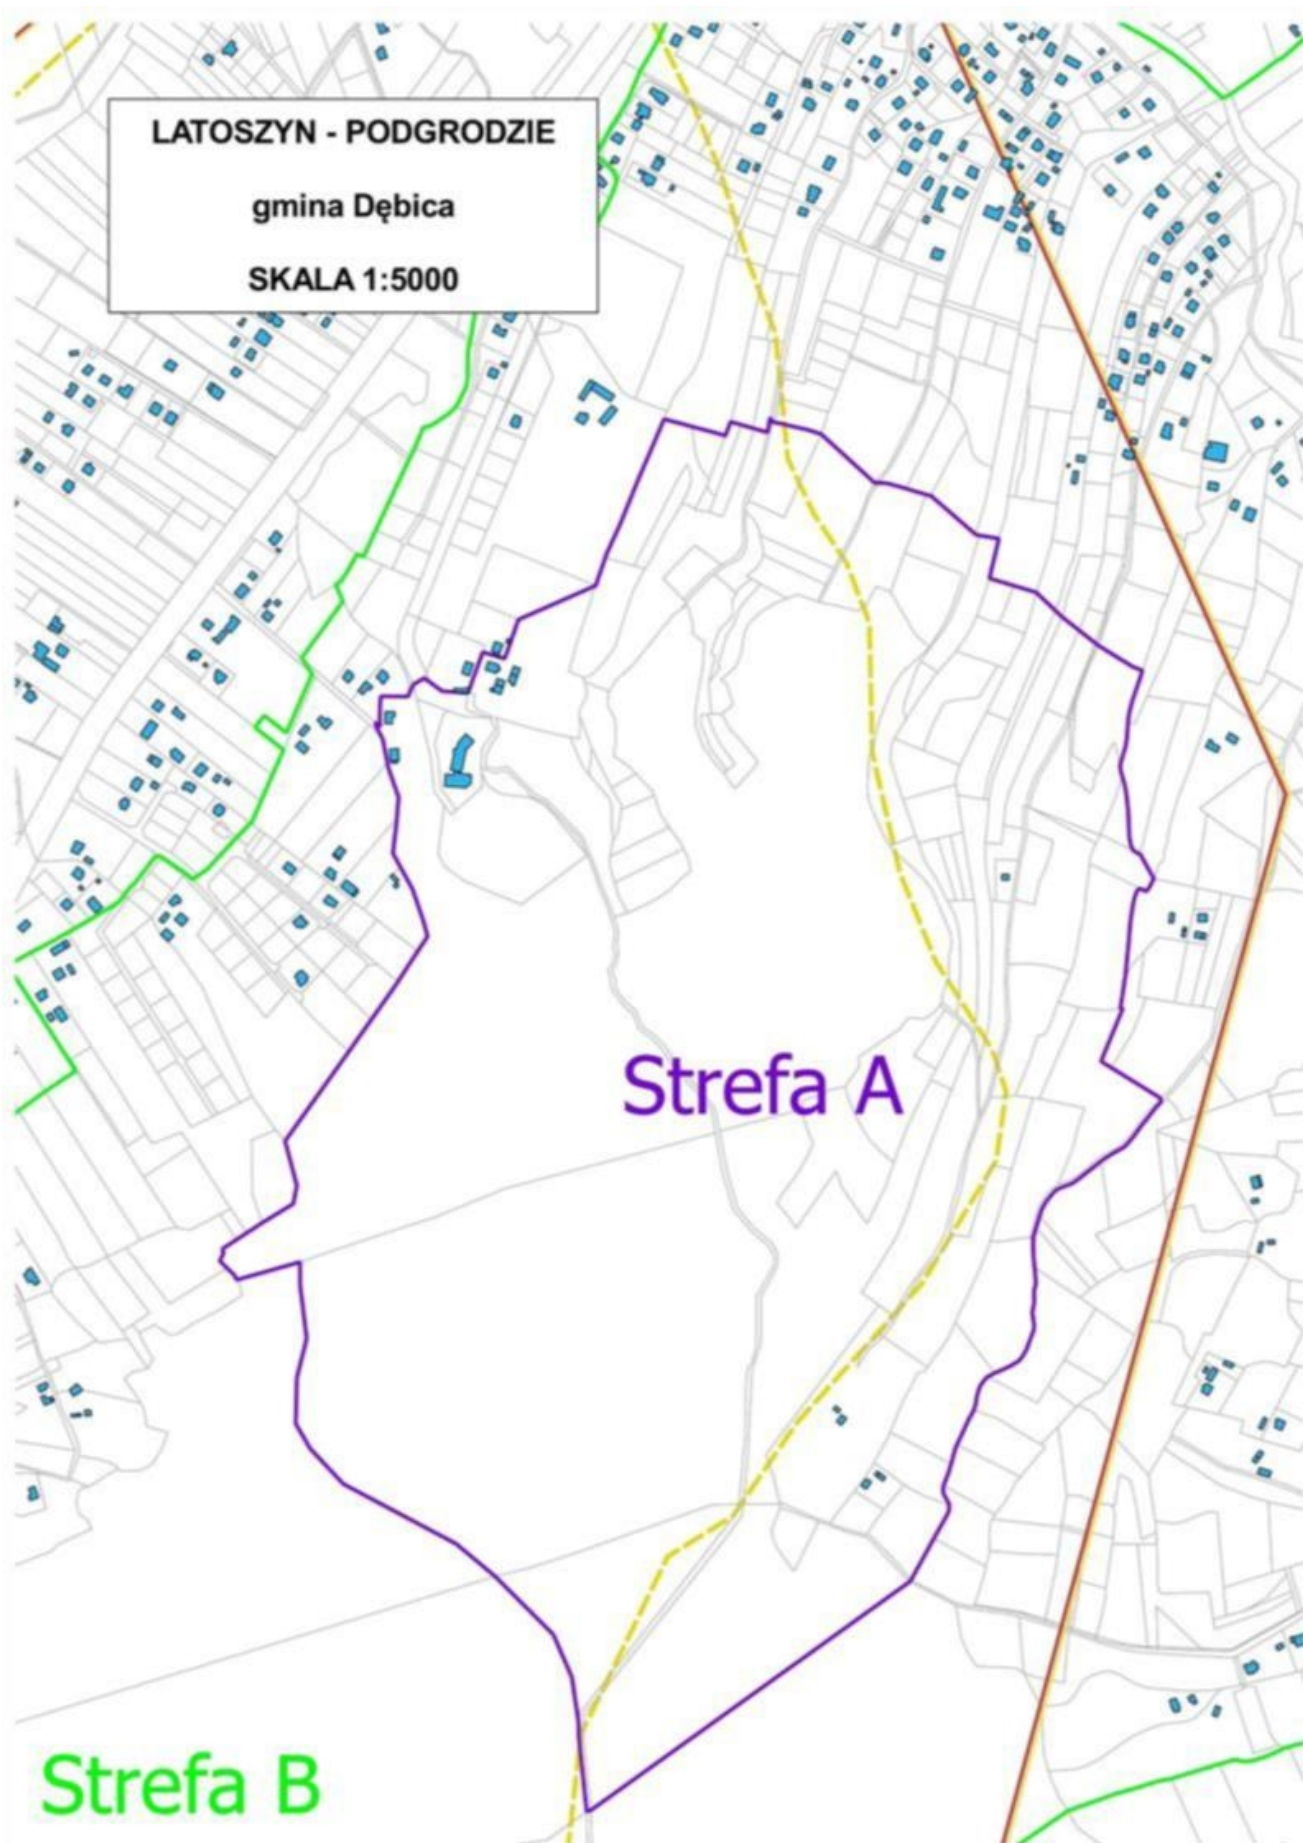 LATOSZYN - PODGRODZIE
gmina Dębica
SKALA 1:5000
Strefa A
Strefa B